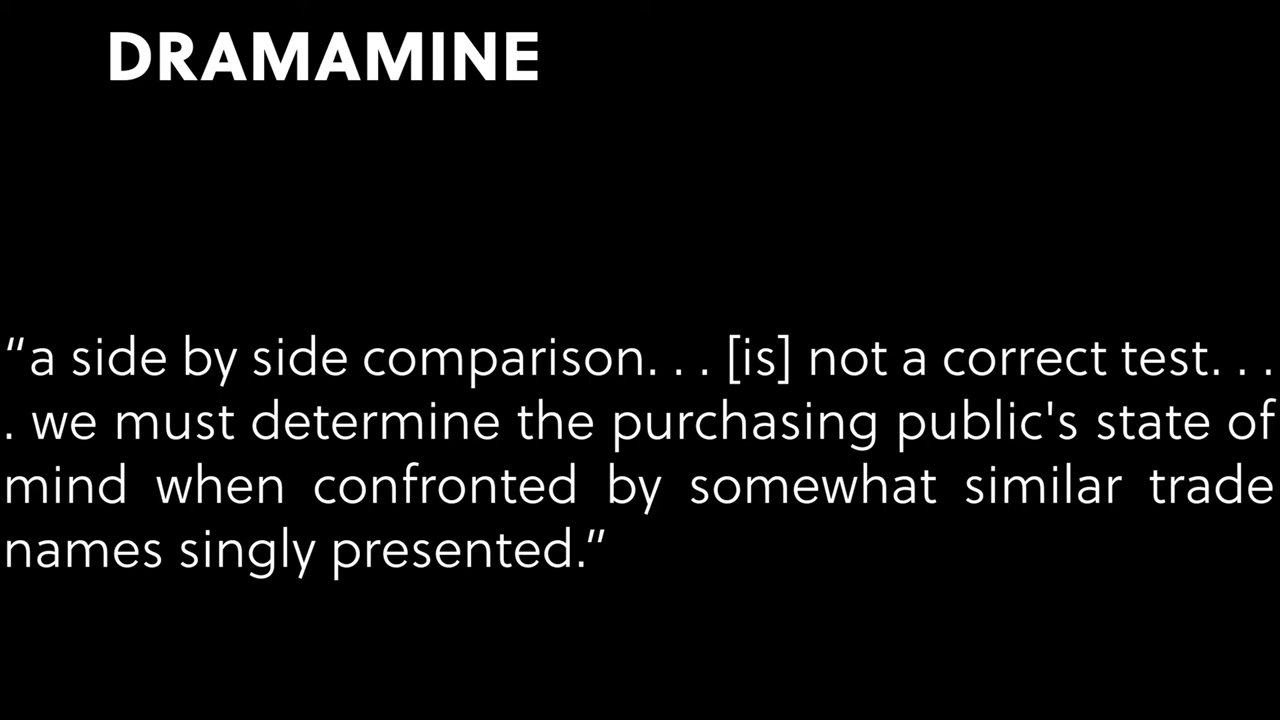 DRAMAMINE
“a side by side comparison. . . [is] not a correct test. . .
. we must determine the purchasing public's state of
mind when confronted by somewhat similar trade
names singly presented.”